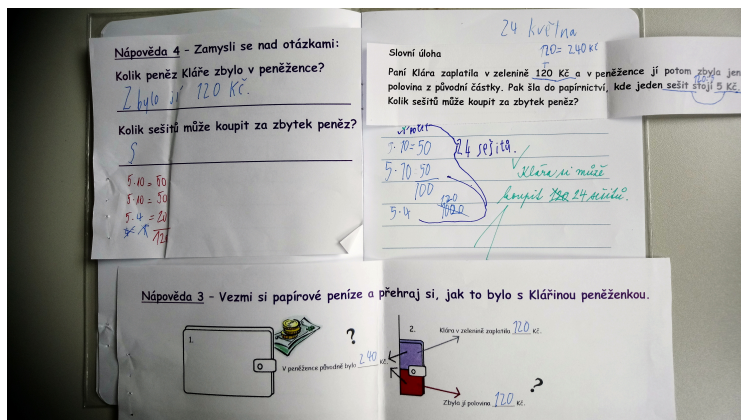 24 května
120 = 240 Kč
Nápověda 4 - Zamysli se nad otázkami:
Kolik peněz Kláře zbylo v peněžence?
Zbylo jí 120 Kč.
Kolik sešitů může koupit za zbytek peněz?
5·10 = 50
5·10 = 50
5·4 = 20
120
Slovní úloha
Paní Klára zaplatila v zelenině 120 Kč a v peněžence jí potom zbyla jen
polovina z původní částky. Pak šla do papírnictví, kde jeden sešit stojí 5 Kč.
Kolik sešitů může koupit za zbytek peněz?
5·10=50 24 sešitů.
5·10 50
100
5·4 120
Klára si může
koupit 24 sešitů.
Nápověda 3 - Vezmi si papírové peníze a přehraj si, jak to bylo s Klářinou peněženkou.
1.
?
V peněžence původně bylo 240 Kč.
2.
Klára v zelenině zaplatila 120 Kč.
Zbyla jí polovina 120 Kč.
?